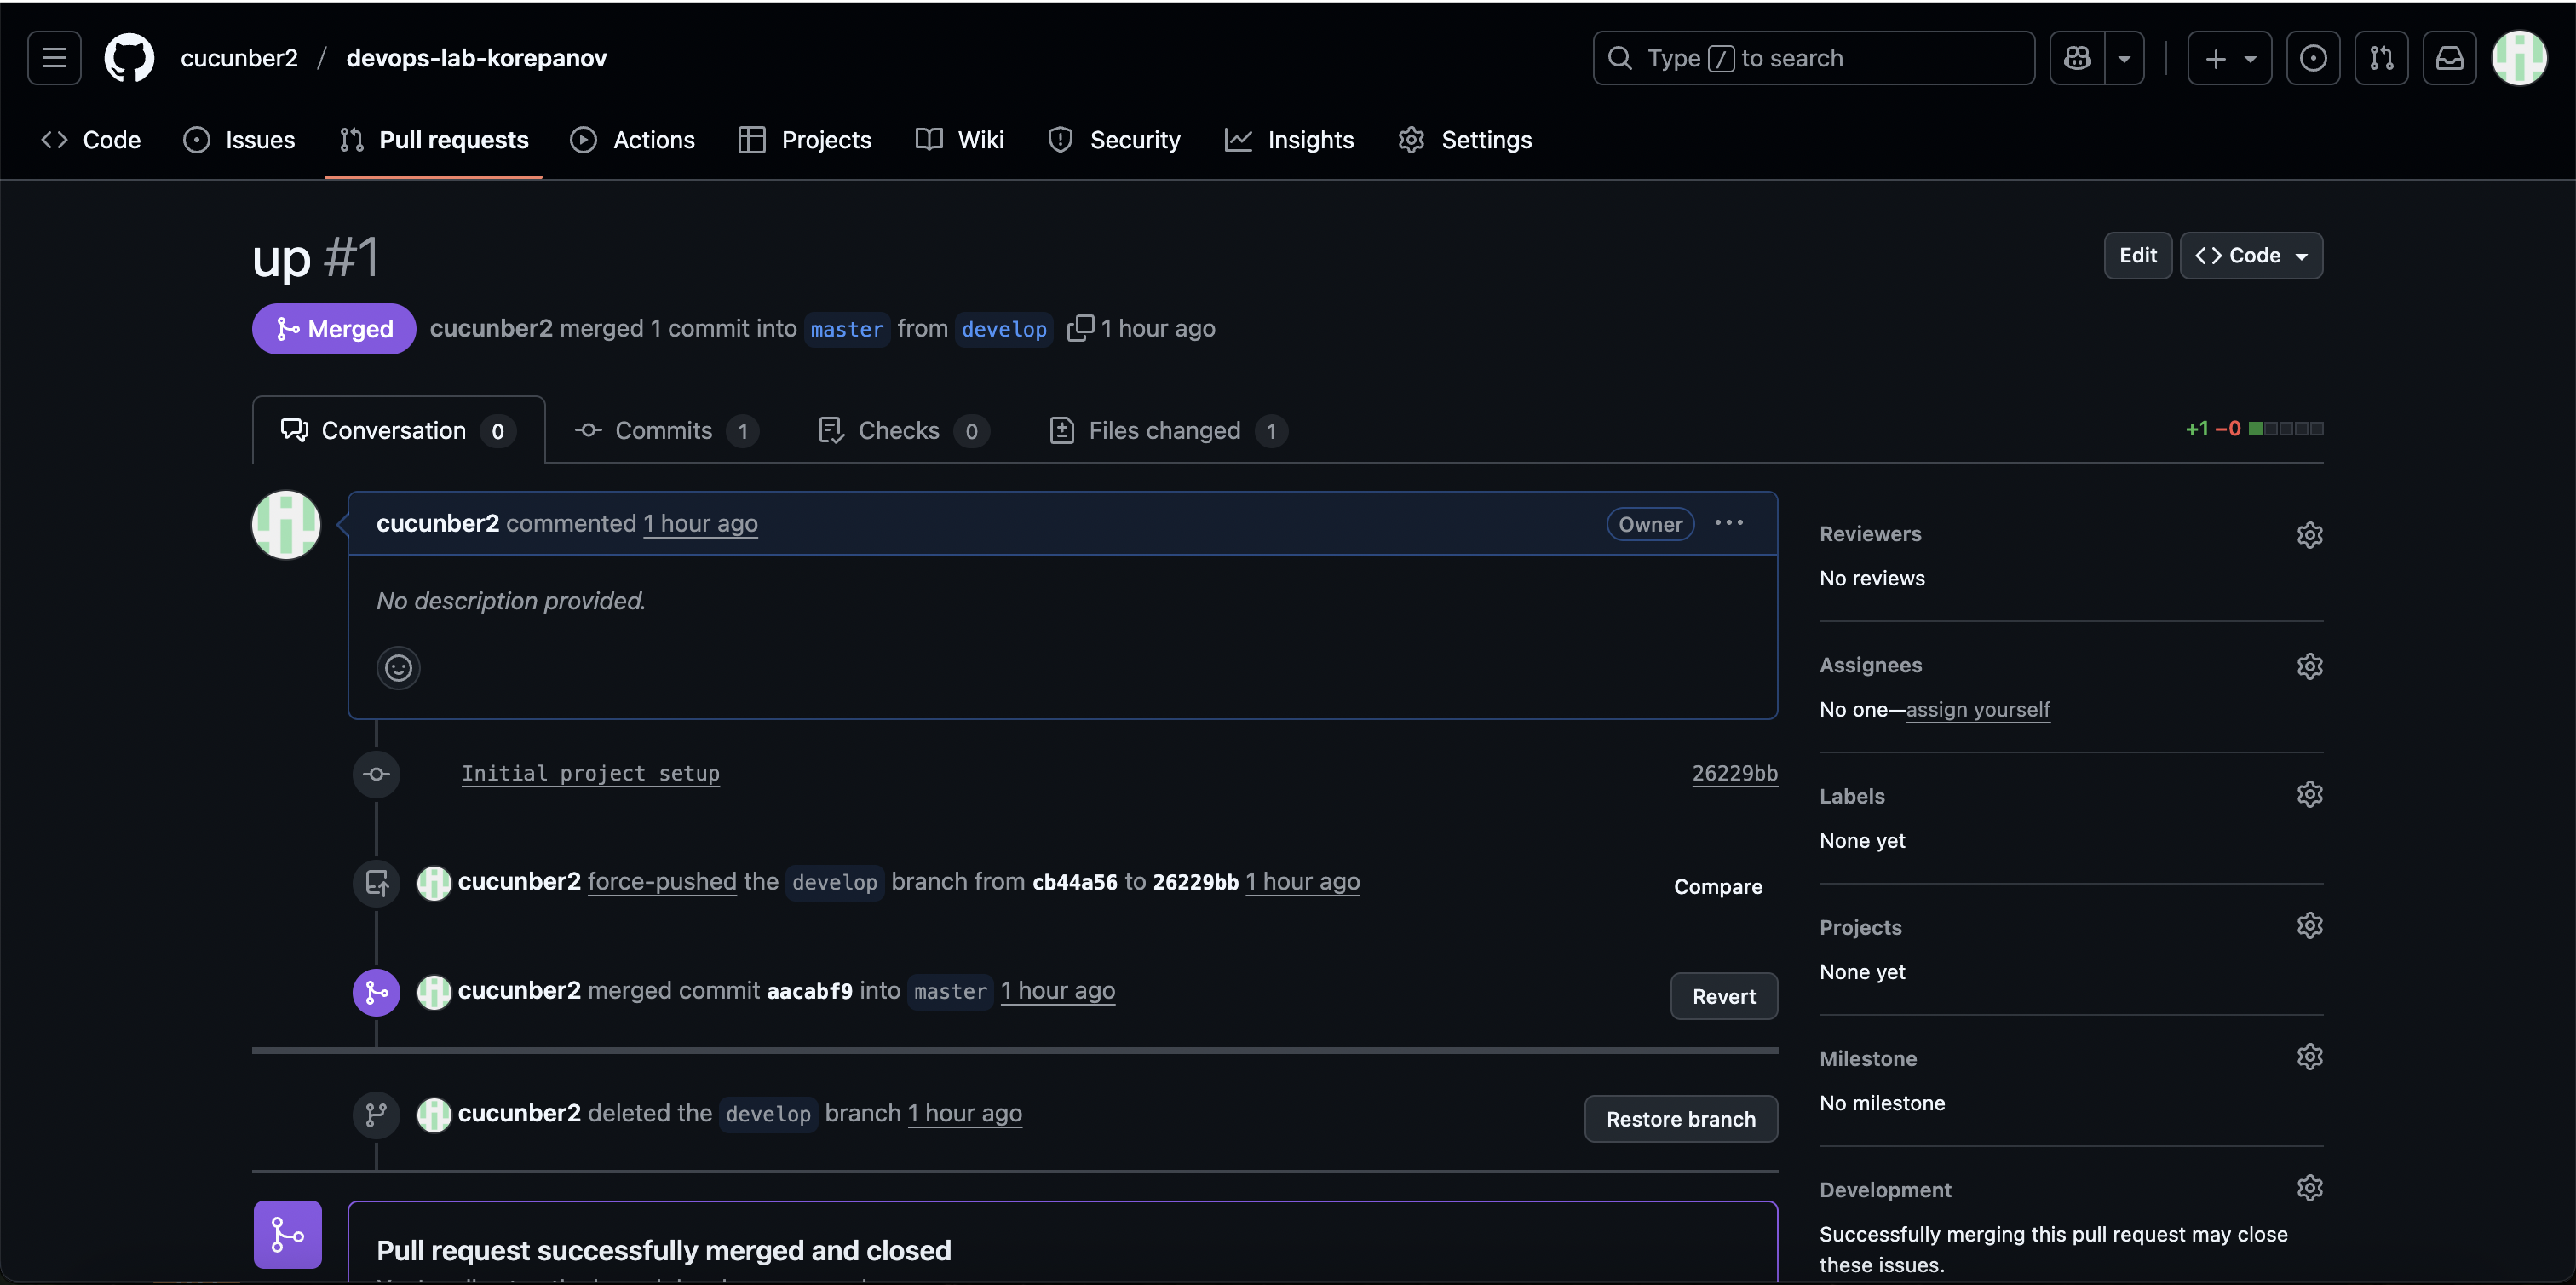 cucunber2 / devops-lab-korepanov
Type / to search
Code Issues Pull requests Actions Projects Wiki Security Insights Settings
up #1
Edit
Code
Merged cucunber2 merged 1 commit into master from develop 1 hour ago
Conversation 0 Commits 1 Checks 0 Files changed 1
+1 −0
cucunber2 commented 1 hour ago
Owner
No description provided.
Initial project setup 26229bb
cucunber2 force-pushed the develop branch from cb44a56 to 26229bb 1 hour ago
Compare
cucunber2 merged commit aacabf9 into master 1 hour ago
Revert
cucunber2 deleted the develop branch 1 hour ago
Restore branch
Pull request successfully merged and closed
Reviewers
No reviews
Assignees
No one—assign yourself
Labels
None yet
Projects
None yet
Milestone
No milestone
Development
Successfully merging this pull request may close
these issues.